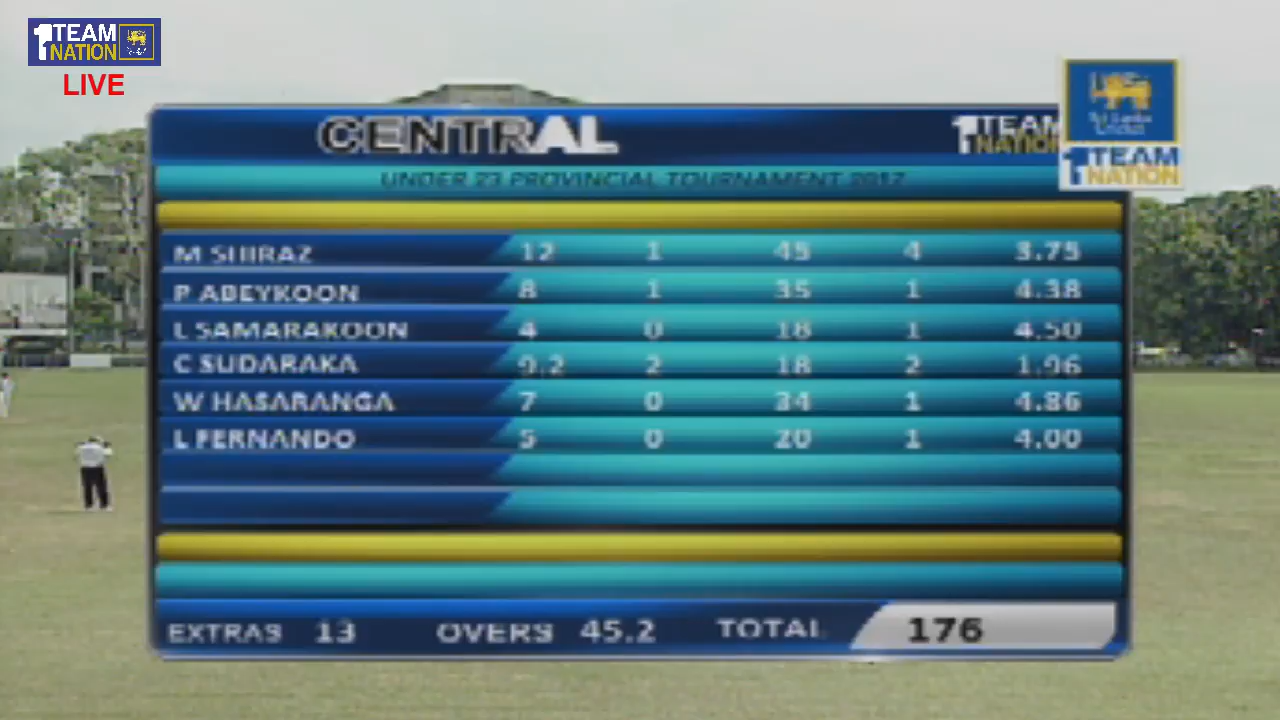 1TEAM
NATION
LIVE
CENTRAL
1TEAM
NATION
Sri Lanka
Cricket
1TEAM
NATION
UNDER 23 PROVINCIAL TOURNAMENT 2017
M SHIRAZ 12 1 45 4 3.75
P ABEYKOON 8 1 35 1 4.38
L SAMARAKOON 4 0 18 1 4.50
C SUDARAKA 9.2 2 18 2 1.96
W HASARANGA 7 0 34 1 4.86
L FERNANDO 5 0 20 1 4.00
EXTRAS 13 OVERS 45.2 TOTAL 176